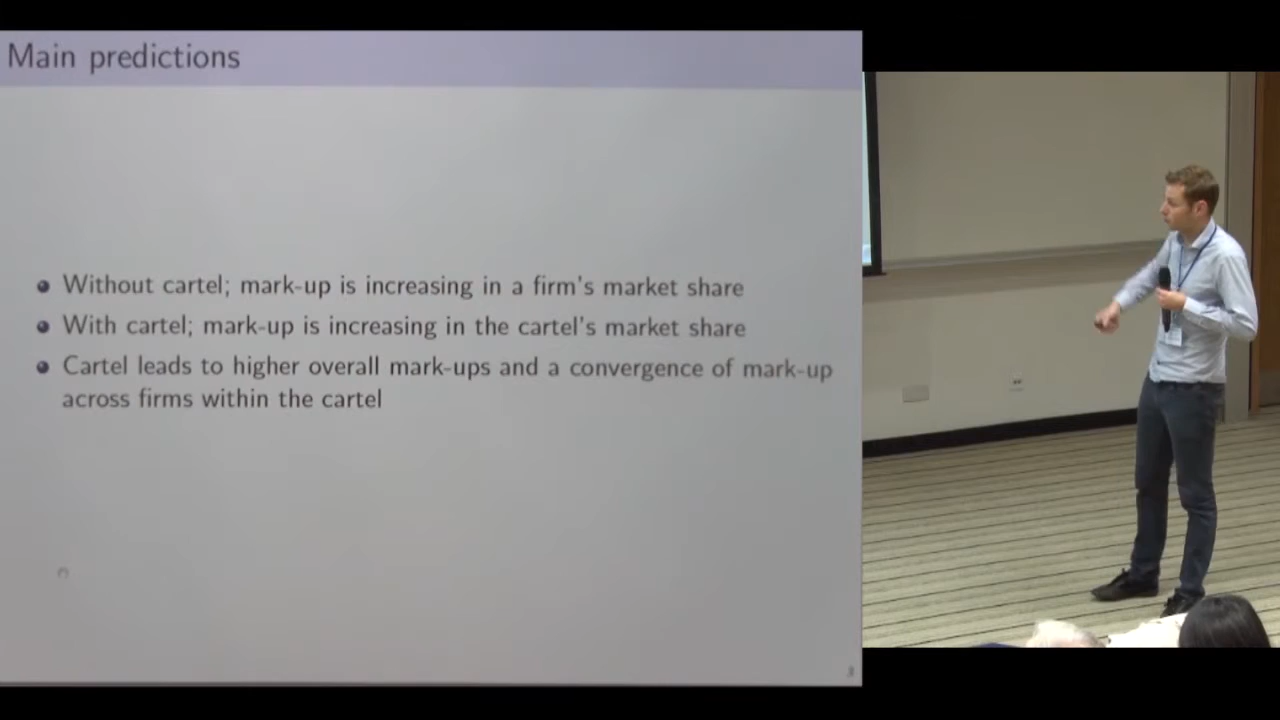 Main predictions
Without cartel; mark-up is increasing in a firm's market share
With cartel; mark-up is increasing in the cartel's market share
Cartel leads to higher overall mark-ups and a convergence of mark-up
across firms within the cartel